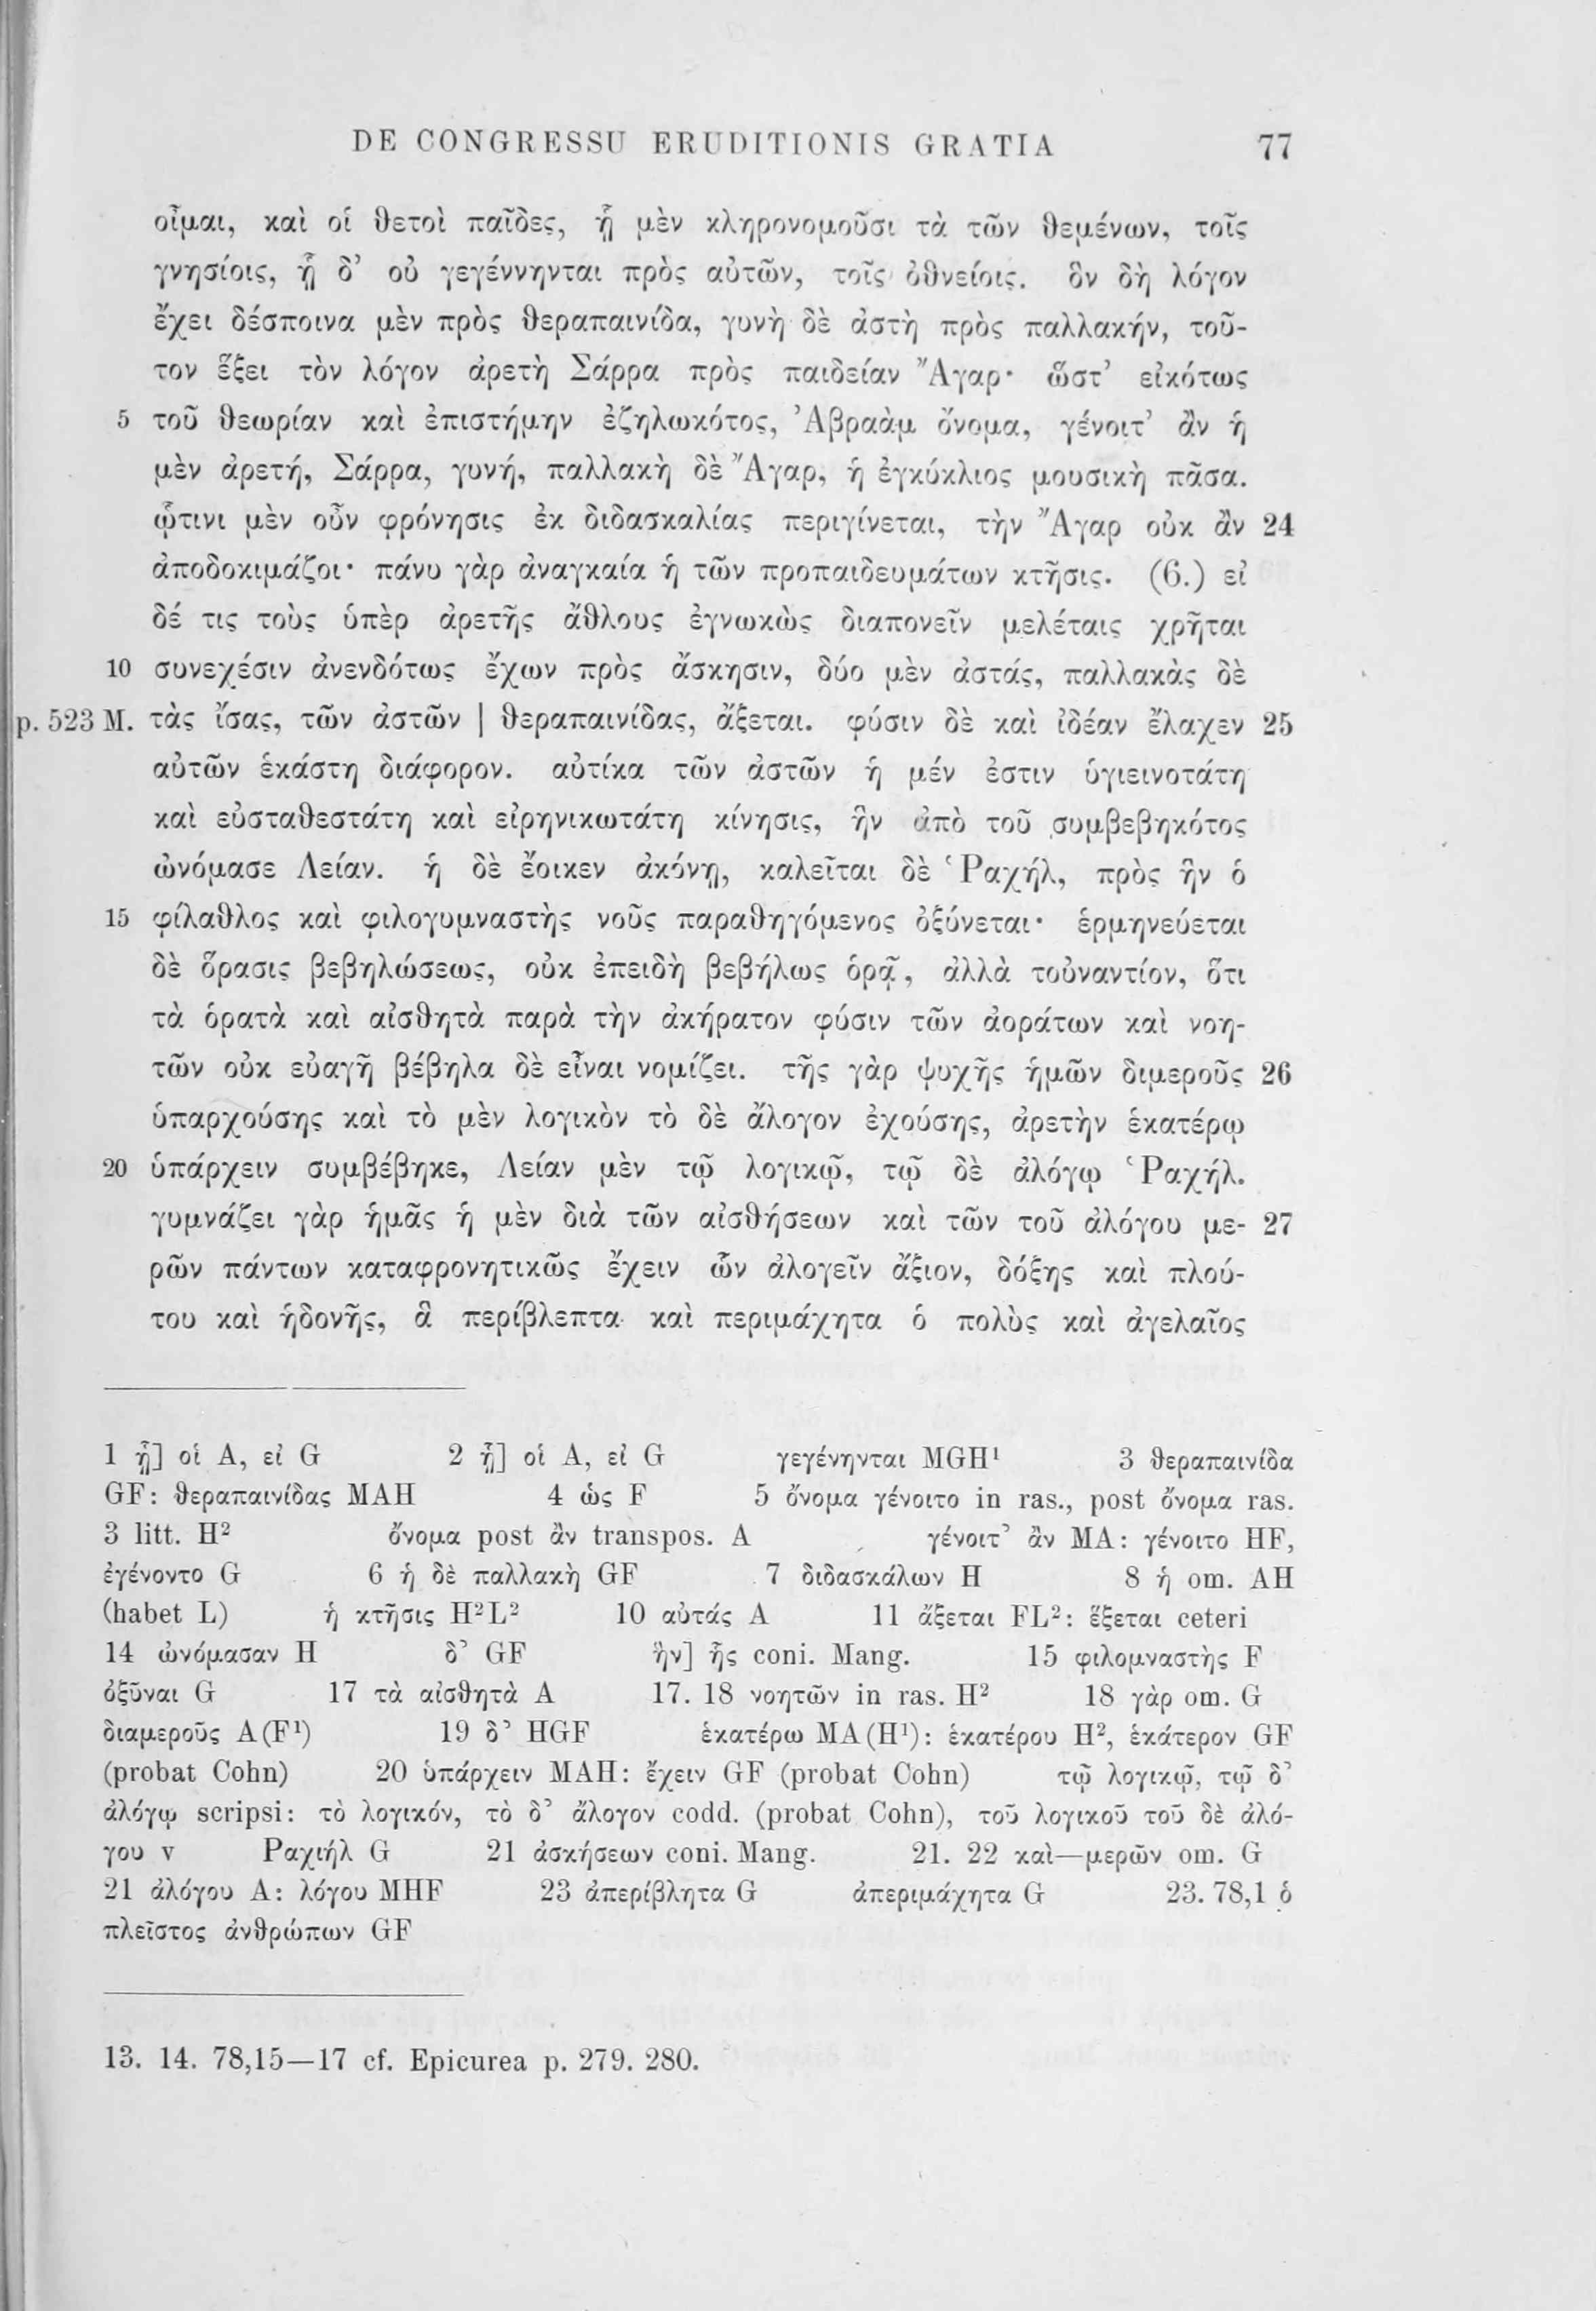 DE CONGRESSU ERUDITIONIS GRATIA 77
οἶμαι, καὶ οἱ θετοὶ παῖδες, ᾗ μὲν κληρονομοῦσι τὰ τῶν θεμένων, τοῖς
γνησίοις, ᾗ δ’ οὐ γεγέννηνται πρὸς αὐτῶν, τοῖς ὀθνείοις. ὃν δὴ λόγον
ἔχει δέσποινα μὲν πρὸς θεραπαινίδα, γυνὴ δὲ ἀστὴ πρὸς παλλακήν, τοῦ-
τον ἕξει τὸν λόγον ἀρετὴ Σάρρα πρὸς παιδείαν Ἄγαρ· ὥστ’ εἰκότως
5 τοῦ θεωρίαν καὶ ἐπιστήμην ἐζηλωκότος, Ἀβραὰμ ὄνομα, γένοιτ’ ἂν ἡ
μὲν ἀρετή, Σάρρα, γυνή, παλλακὴ δὲ Ἄγαρ, ἡ ἐγκύκλιος μουσικὴ πᾶσα.
ᾧτινι μὲν οὖν φρόνησις ἐκ διδασκαλίας περιγίνεται, τὴν Ἄγαρ οὐκ ἂν 24
ἀποδοκιμάζοι· πάνυ γὰρ ἀναγκαία ἡ τῶν προπαιδευμάτων κτῆσις. (6.) εἰ
δέ τις τοὺς ὑπὲρ ἀρετῆς ἄθλους ἐγνωκὼς διαπονεῖν μελέταις χρῆται
10 συνεχέσιν ἀνενδότως ἔχων πρὸς ἄσκησιν, δύο μὲν ἀστάς, παλλακὰς δὲ
p. 523 M. τὰς ἴσας, τῶν ἀστῶν | θεραπαινίδας, ἄξεται. φύσιν δὲ καὶ ἰδέαν ἔλαχεν 25
αὐτῶν ἑκάστη διάφορον. αὐτίκα τῶν ἀστῶν ἡ μέν ἐστιν ὑγιεινοτάτη
καὶ εὐσταθεστάτη καὶ εἰρηνικωτάτη κίνησις, ἣν ἀπὸ τοῦ συμβεβηκότος
ὠνόμασε Λείαν. ἡ δὲ ἔοικεν ἀκόνῃ, καλεῖται δὲ Ῥαχήλ, πρὸς ἣν ὁ
15 φίλαθλος καὶ φιλογυμναστὴς νοῦς παραθηγόμενος ὀξύνεται· ἑρμηνεύεται
δὲ ὅρασις βεβηλώσεως, οὐκ ἐπειδὴ βεβήλως ὁρᾷ, ἀλλὰ τοὐναντίον, ὅτι
τὰ ὁρατὰ καὶ αἰσθητὰ παρὰ τὴν ἀκήρατον φύσιν τῶν ἀοράτων καὶ νοη-
τῶν οὐκ εὐαγῆ βέβηλα δὲ εἶναι νομίζει. τῆς γὰρ ψυχῆς ἡμῶν διμεροῦς 26
ὑπαρχούσης καὶ τὸ μὲν λογικὸν τὸ δὲ ἄλογον ἐχούσης, ἀρετὴν ἑκατέρῳ
20 ὑπάρχειν συμβέβηκε, Λείαν μὲν τῷ λογικῷ, τῷ δὲ ἀλόγῳ Ῥαχήλ.
γυμνάζει γὰρ ἡμᾶς ἡ μὲν διὰ τῶν αἰσθήσεων καὶ τῶν τοῦ ἀλόγου με- 27
ρῶν πάντων καταφρονητικῶς ἔχειν ὧν ἀλογεῖν ἄξιον, δόξης καὶ πλού-
του καὶ ἡδονῆς, ἃ περίβλεπτα καὶ περιμάχητα ὁ πολὺς καὶ ἀγελαῖος
1 ᾗ] οἱ A, εἰ G 2 ᾗ] οἱ A, εἰ G γεγένηνται MGH¹ 3 θεραπαινίδα
GF: θεραπαινίδας MAH 4 ὡς F 5 ὄνομα γένοιτο in ras., post ὄνομα ras.
3 litt. H² ὄνομα post ἂν transpos. A γένοιτ’ ἂν MA: γένοιτο HF,
ἐγένοντο G 6 ἡ δὲ παλλακὴ GF 7 διδασκάλων H 8 ἡ om. AH
(habet L) ἡ κτῆσις H²L² 10 αὐτάς A 11 ἄξεται FL²: ἕξεται ceteri
14 ὠνόμασαν H δ’ GF ἣν] ἧς coni. Mang. 15 φιλομναστὴς F
ὀξῦναι G 17 τὰ αἰσθητὰ A 17. 18 νοητῶν in ras. H² 18 γὰρ om. G
διαμεροῦς A(F¹) 19 δ’ HGF ἑκατέρω MA(H¹): ἑκατέρου H², ἑκάτερον GF
(probat Cohn) 20 ὑπάρχειν MAH: ἔχειν GF (probat Cohn) τῷ λογικῷ, τῷ δ’
ἀλόγῳ scripsi: τὸ λογικόν, τὸ δ’ ἄλογον codd. (probat Cohn), τοῦ λογικοῦ τοῦ δὲ ἀλό-
γου v Ραχιήλ G 21 ἀσκήσεων coni. Mang. 21. 22 καὶ—μερῶν om. G
21 ἀλόγου A: λόγου MHF 23 ἀπερίβλητα G ἀπεριμάχητα G 23. 78,1 ὁ
πλεῖστος ἀνθρώπων GF
13. 14. 78,15—17 cf. Epicurea p. 279. 280.